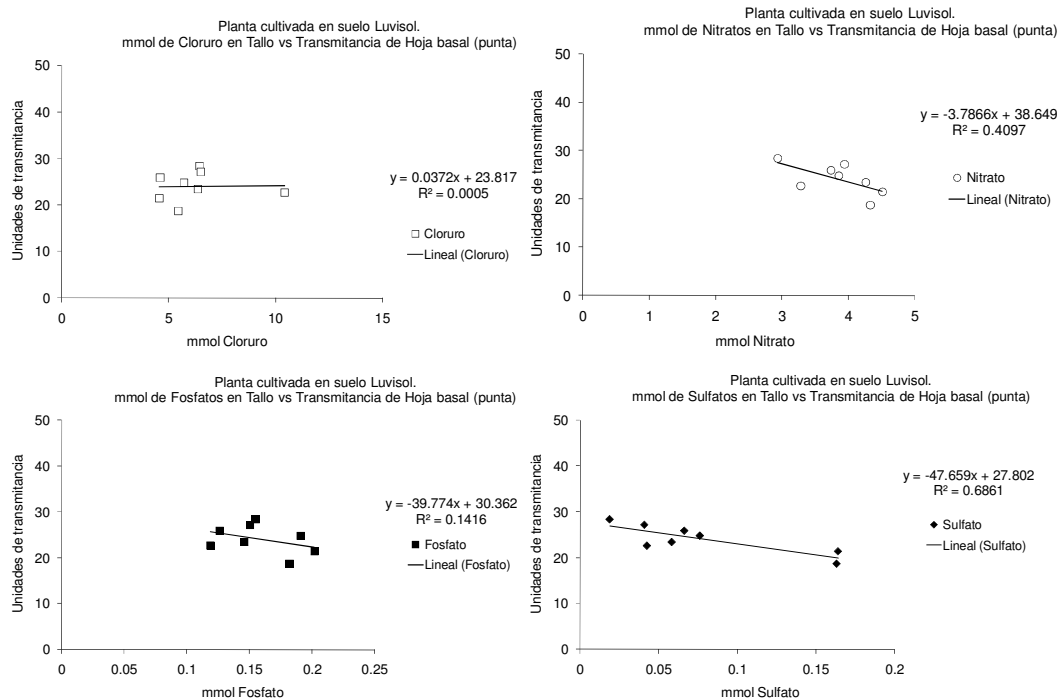 Planta cultivada en suelo Luvisol.
mmol de Cloruro en Tallo vs Transmitancia de Hoja basal (punta)
50
40
30
20
10
0
Unidades de transmitancia
y = 0.0372x + 23.817
R² = 0.0005
Cloruro
Lineal (Cloruro)
0 5 10 15
mmol Cloruro
Planta cultivada en suelo Luvisol.
mmol de Nitratos en Tallo vs Transmitancia de Hoja basal (punta)
50
40
30
20
10
0
Unidades de transmitancia
y = -3.7866x + 38.649
R² = 0.4097
Nitrato
Lineal (Nitrato)
0 1 2 3 4 5
mmol Nitrato
Planta cultivada en suelo Luvisol.
mmol de Fosfatos en Tallo vs Transmitancia de Hoja basal (punta)
50
40
30
20
10
0
Unidades de transmitancia
y = -39.774x + 30.362
R² = 0.1416
Fosfato
Lineal (Fosfato)
0 0.05 0.1 0.15 0.2 0.25
mmol Fosfato
Planta cultivada en suelo Luvisol.
mmol de Sulfatos en Tallo vs Transmitancia de Hoja basal (punta)
50
40
30
20
10
0
Unidades de transmitancia
y = -47.659x + 27.802
R² = 0.6861
Sulfato
Lineal (Sulfato)
0 0.05 0.1 0.15 0.2
mmol Sulfato